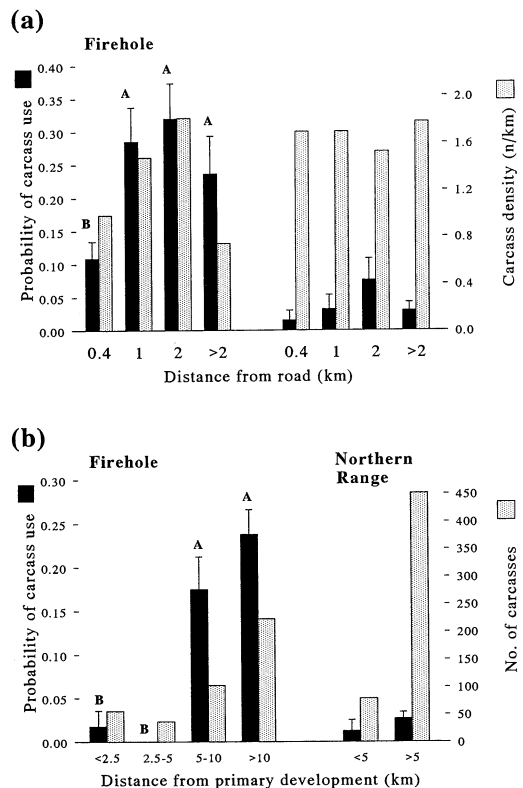 (a)
Firehole
Probability of carcass use
0.40
0.35
0.30
0.25
0.20
0.15
0.10
0.05
0.00
B
A
A
A
2.0
1.6
1.2
0.8
0.4
0.0
Carcass density (n/km)
0.4 1 2 >2 0.4 1 2 >2
Distance from road (km)
(b)
Firehole
Northern
Range
Probability of carcass use
0.30
0.25
0.20
0.15
0.10
0.05
0.00
B
B
A
A
450
400
350
300
250
200
150
100
50
0
No. of carcasses
<2.5 2.5-5 5-10 >10 <5 >5
Distance from primary development (km)